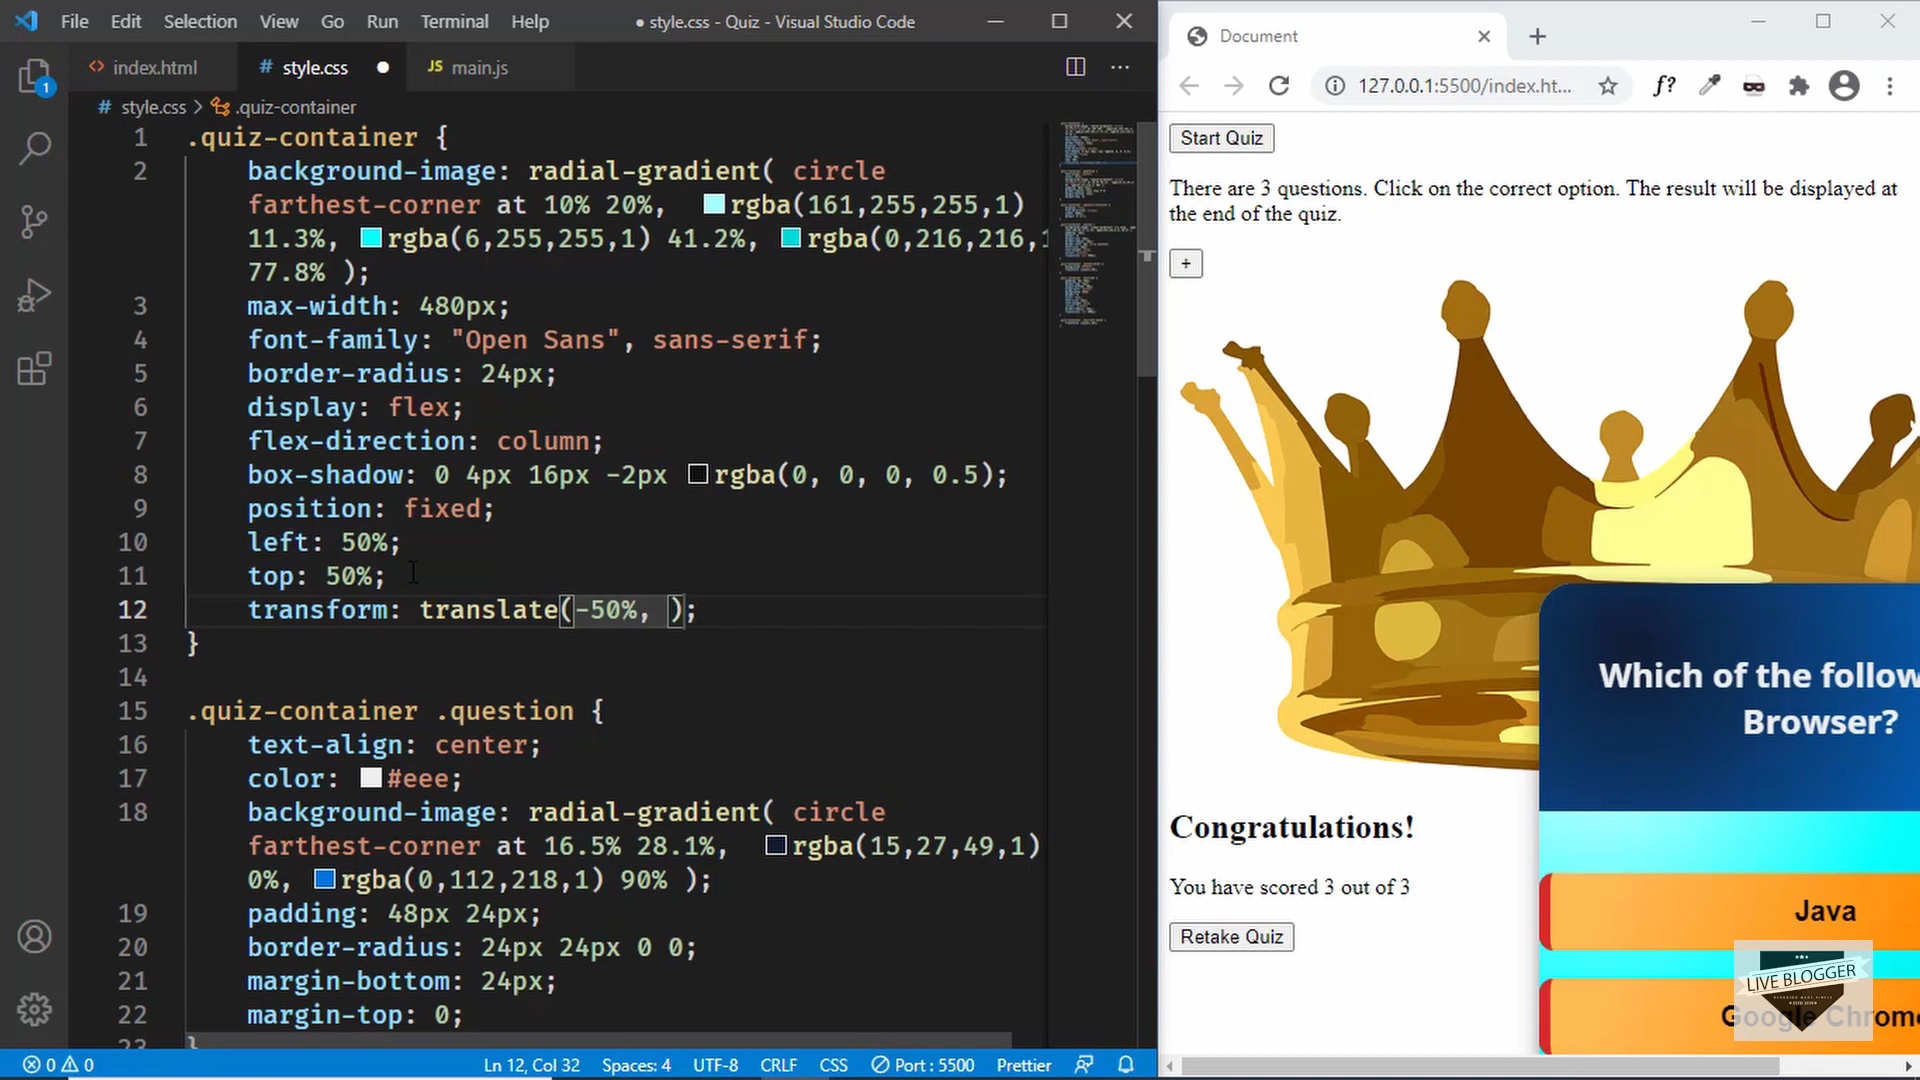 File Edit Selection View Go Run Terminal Help ● style.css - Quiz - Visual Studio Code
index.html # style.css ● JS main.js
# style.css > .quiz-container
1 .quiz-container {
2 background-image: radial-gradient( circle
farthest-corner at 10% 20%, rgba(161,255,255,1)
11.3%, rgba(6,255,255,1) 41.2%, rgba(0,216,216,1
77.8% );
3 max-width: 480px;
4 font-family: "Open Sans", sans-serif;
5 border-radius: 24px;
6 display: flex;
7 flex-direction: column;
8 box-shadow: 0 4px 16px -2px rgba(0, 0, 0, 0.5);
9 position: fixed;
10 left: 50%;
11 top: 50%;
12 transform: translate(-50%, );
13 }
14
15 .quiz-container .question {
16 text-align: center;
17 color: #eee;
18 background-image: radial-gradient( circle
farthest-corner at 16.5% 28.1%, rgba(15,27,49,1)
0%, rgba(0,112,218,1) 90% );
19 padding: 48px 24px;
20 border-radius: 24px 24px 0 0;
21 margin-bottom: 24px;
22 margin-top: 0;
23 }
1
0 0 Ln 12, Col 32 Spaces: 4 UTF-8 CRLF CSS Port : 5500 Prettier
Document
127.0.0.1:5500/index.ht... f?
Start Quiz
There are 3 questions. Click on the correct option. The result will be displayed at
the end of the quiz.
+
Which of the follow
Browser?
Congratulations!
You have scored 3 out of 3
Java
Retake Quiz
LIVE BLOGGER
Google Chrome